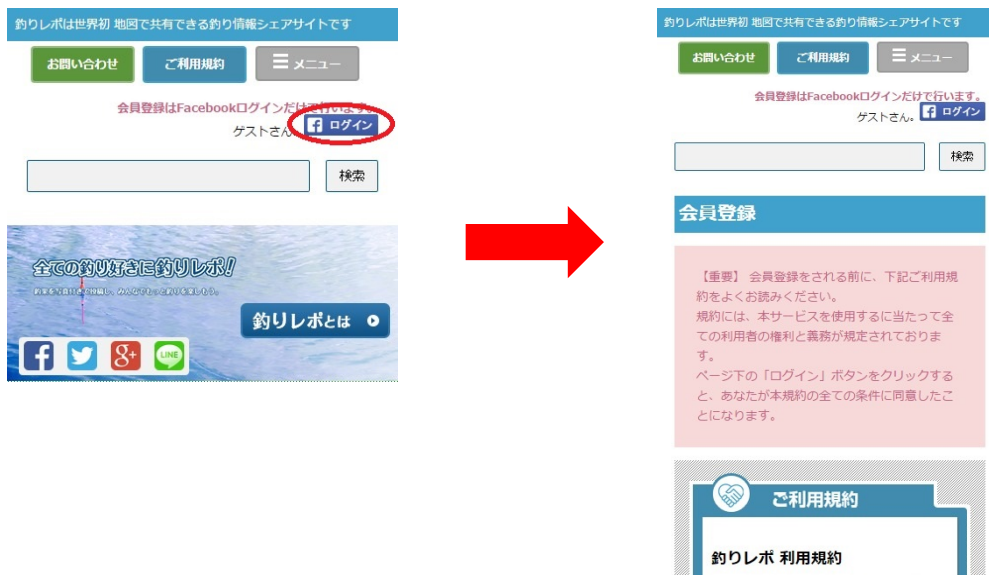 釣りレポは世界初 地図で共有できる釣り情報シェアサイトです
お問い合わせ
ご利用規約
メニュー
会員登録はFacebookログインだけで行います。
ゲストさん。
f ログイン
検索
全ての釣り好きに釣りレポ!
釣りレポとは
f
g+
LINE
釣りレポは世界初 地図で共有できる釣り情報シェアサイトです
お問い合わせ
ご利用規約
メニュー
会員登録はFacebookログインだけで行います。
ゲストさん。
f ログイン
検索
会員登録
【重要】 会員登録をされる前に、下記ご利用規
約をよくお読みください。
規約には、本サービスを使用するに当たって全
ての利用者の権利と義務が規定されておりま
す。
ページ下の「ログイン」ボタンをクリックする
と、あなたが本規約の全ての条件に同意したこ
とになります。
ご利用規約
釣りレポ 利用規約